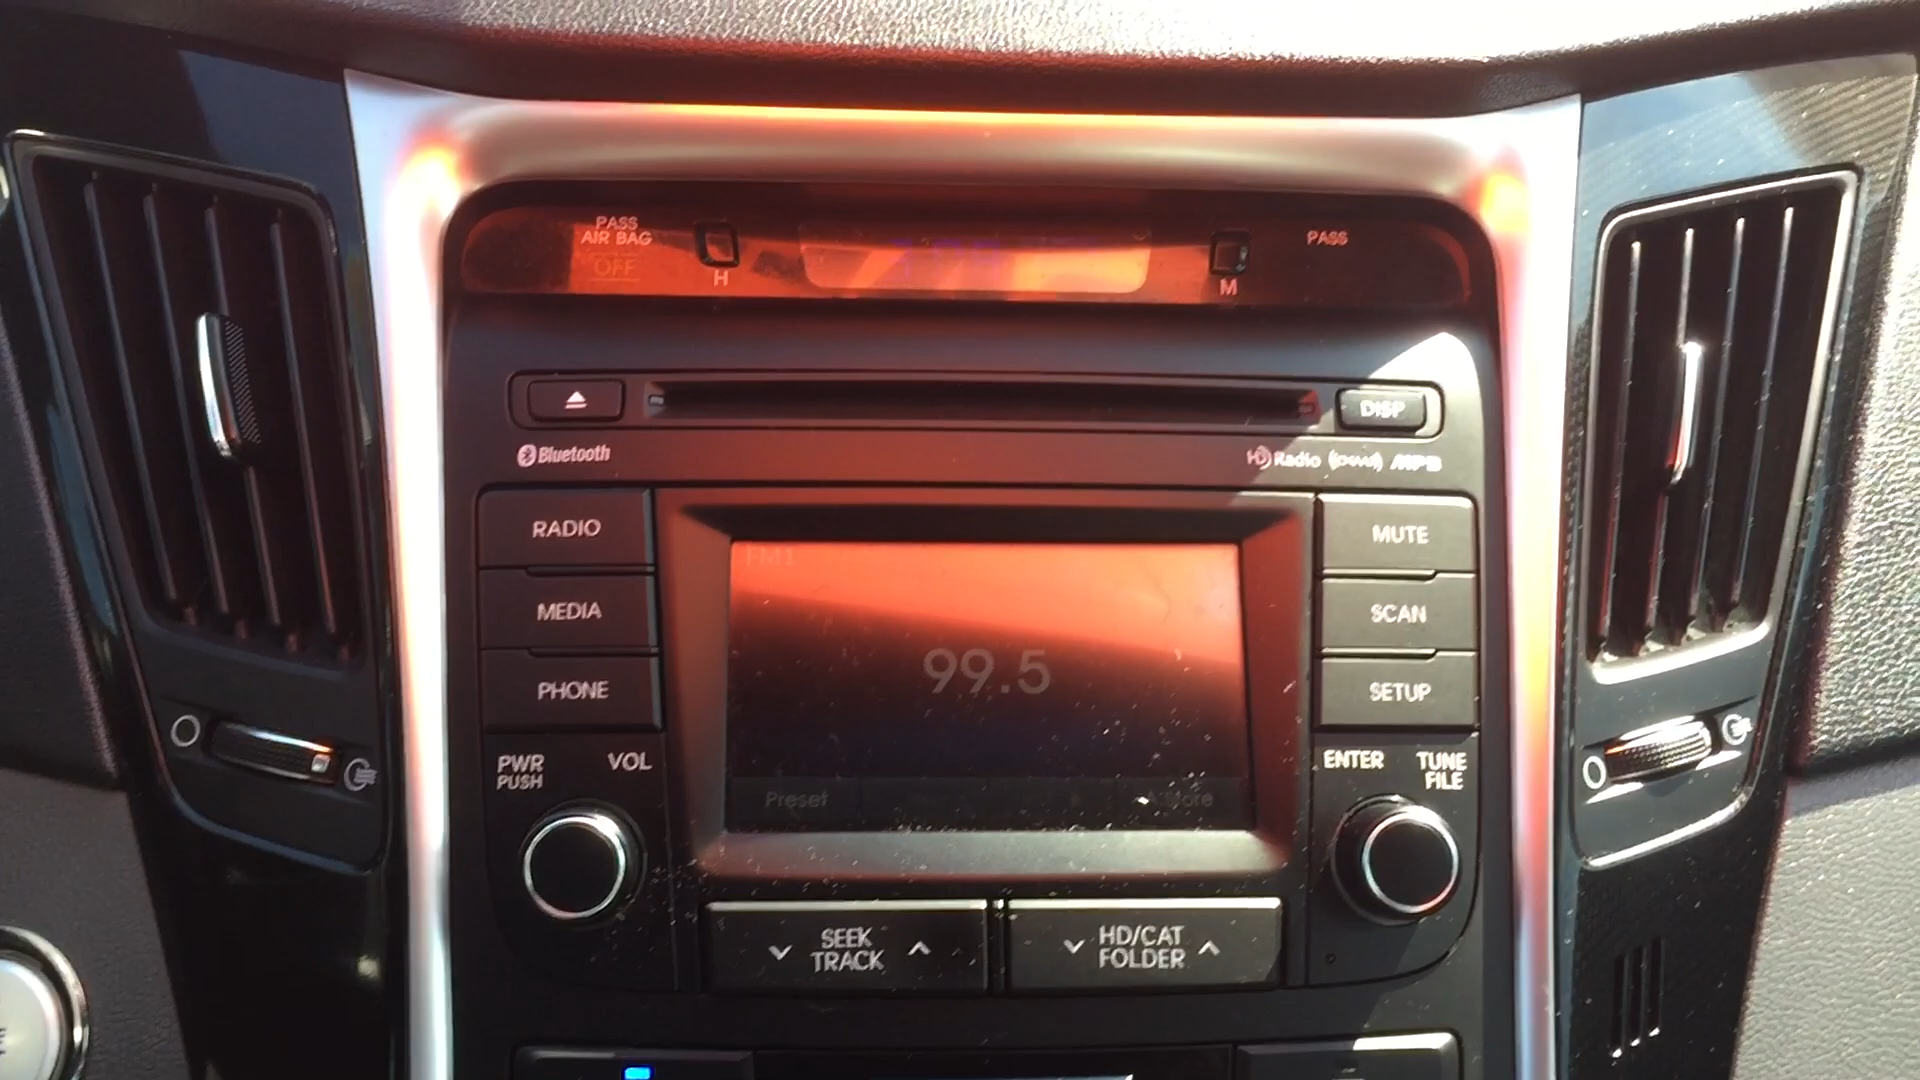 PASS
AIR BAG
OFF
H
M
PASS
DISP
Bluetooth
HD Radio
RADIO
MEDIA
PHONE
FM1
99.5
Preset
MUTE
SCAN
SETUP
PWR
PUSH
VOL
ENTER
TUNE
FILE
SEEK
TRACK
HD/CAT
FOLDER